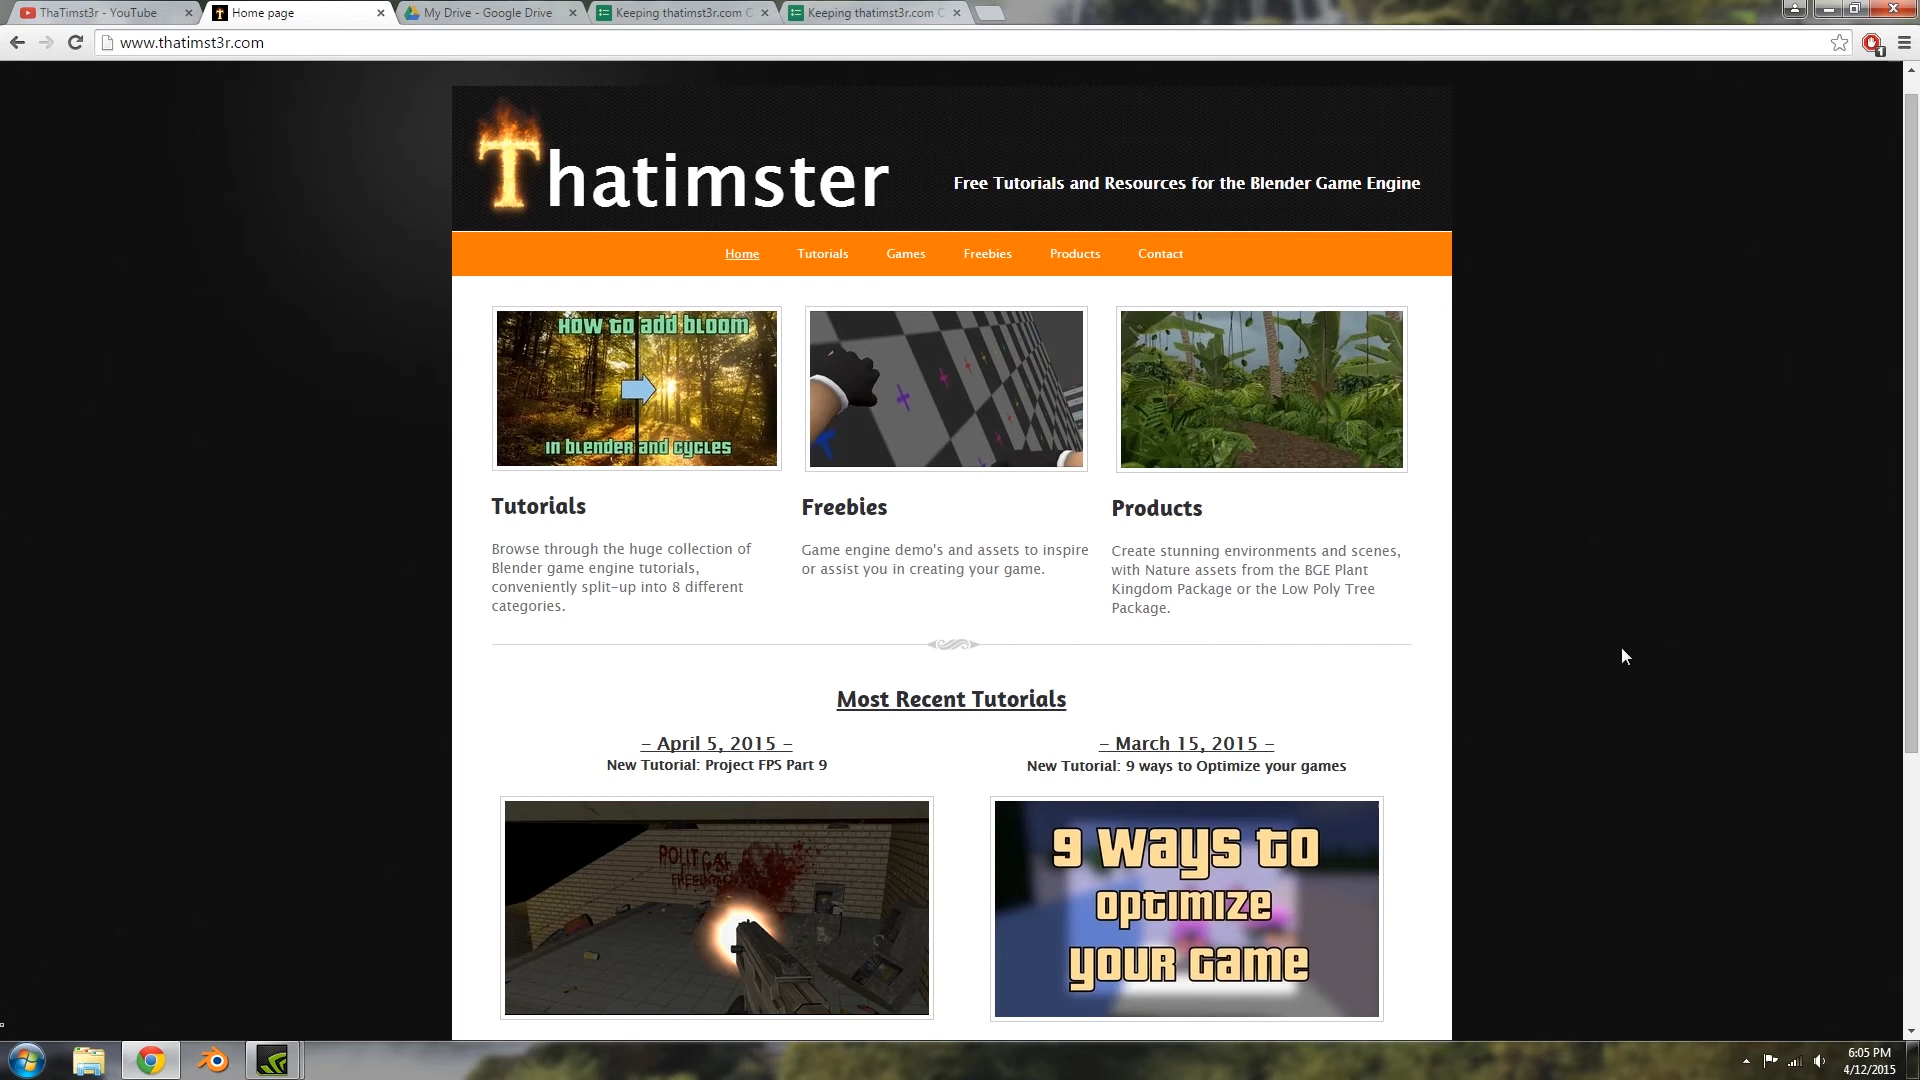 ThaTimst3r - YouTube
Home page
My Drive - Google Drive
Keeping thatimst3r.com C
Keeping thatimst3r.com C
www.thatimst3r.com
1
Thatimster
Free Tutorials and Resources for the Blender Game Engine
Home
Tutorials
Games
Freebies
Products
Contact
How to add bloom
in blender and cycles
Tutorials
Freebies
Products
Browse through the huge collection of
Blender game engine tutorials,
conveniently split-up into 8 different
categories.
Game engine demo's and assets to inspire
or assist you in creating your game.
Create stunning environments and scenes,
with Nature assets from the BGE Plant
Kingdom Package or the Low Poly Tree
Package.
Most Recent Tutorials
- April 5, 2015 -
New Tutorial: Project FPS Part 9
- March 15, 2015 -
New Tutorial: 9 ways to Optimize your games
POLITICAL
FREEDOM
9 ways to
optimize
your game
6:05 PM
4/12/2015